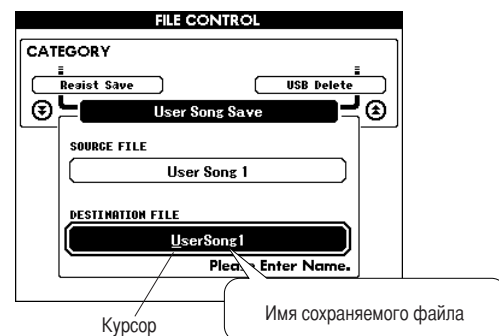 FILE CONTROL
CATEGORY
Regist Save
USB Delete
User Song Save
SOURCE FILE
User Song 1
DESTINATION FILE
UserSong1
Please Enter Name.
Курсор
Имя сохраняемого файла